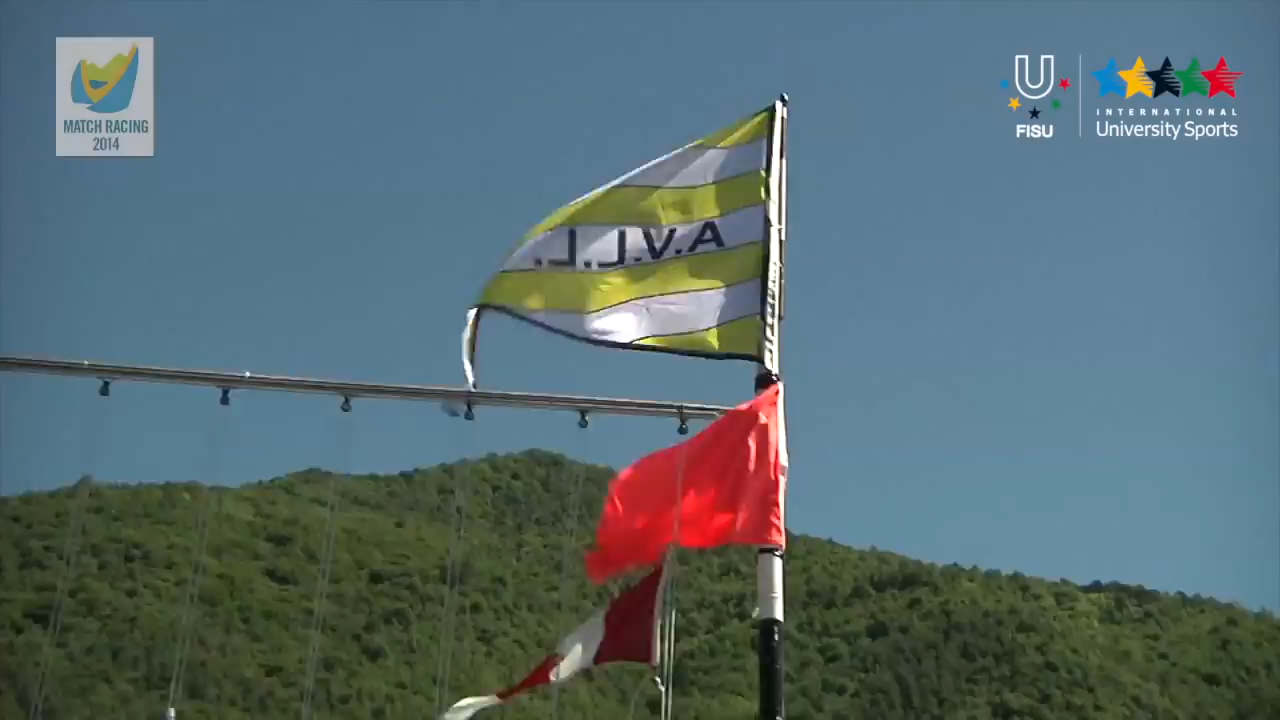 MATCH RACING
2014
U
FISU
INTERNATIONAL
University Sports
A.V.L.L.